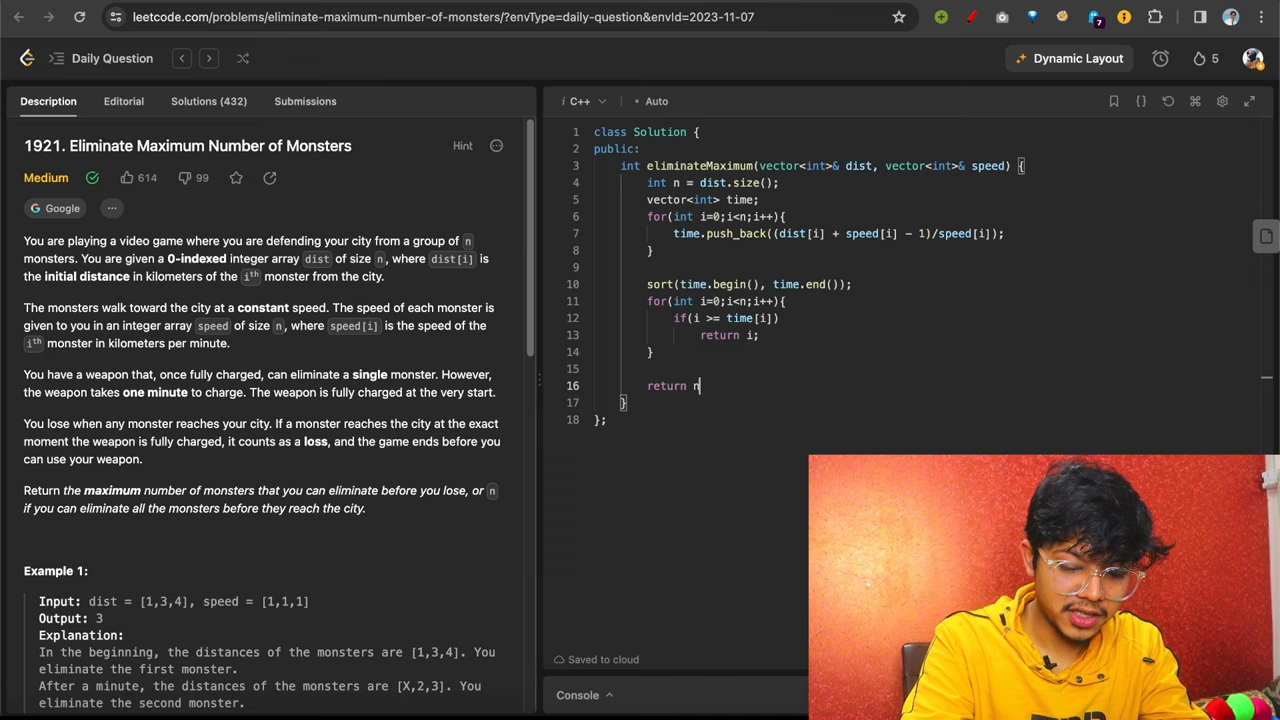 leetcode.com/problems/eliminate-maximum-number-of-monsters/?envType=daily-question&envId=2023-11-07
7
Daily Question
Dynamic Layout
5
Description
Editorial
Solutions (432)
Submissions
1921. Eliminate Maximum Number of Monsters
Hint
Medium
614
99
Google
You are playing a video game where you are defending your city from a group of n
monsters. You are given a 0-indexed integer array dist of size n, where dist[i] is
the initial distance in kilometers of the ith monster from the city.
The monsters walk toward the city at a constant speed. The speed of each monster is
given to you in an integer array speed of size n, where speed[i] is the speed of the
ith monster in kilometers per minute.
You have a weapon that, once fully charged, can eliminate a single monster. However,
the weapon takes one minute to charge. The weapon is fully charged at the very start.
You lose when any monster reaches your city. If a monster reaches the city at the exact
moment the weapon is fully charged, it counts as a loss, and the game ends before you
can use your weapon.
Return the maximum number of monsters that you can eliminate before you lose, or n
if you can eliminate all the monsters before they reach the city.
Example 1:
Input: dist = [1,3,4], speed = [1,1,1]
Output: 3
Explanation:
In the beginning, the distances of the monsters are [1,3,4]. You
eliminate the first monster.
After a minute, the distances of the monsters are [X,2,3]. You
eliminate the second monster.
i C++
Auto
1 class Solution {
2 public:
3 int eliminateMaximum(vector<int>& dist, vector<int>& speed) {
4 int n = dist.size();
5 vector<int> time;
6 for(int i=0;i<n;i++){
7 time.push_back((dist[i] + speed[i] - 1)/speed[i]);
8 }
9
10 sort(time.begin(), time.end());
11 for(int i=0;i<n;i++){
12 if(i >= time[i])
13 return i;
14 }
15
16 return n
17 }
18 };
Saved to cloud
Console